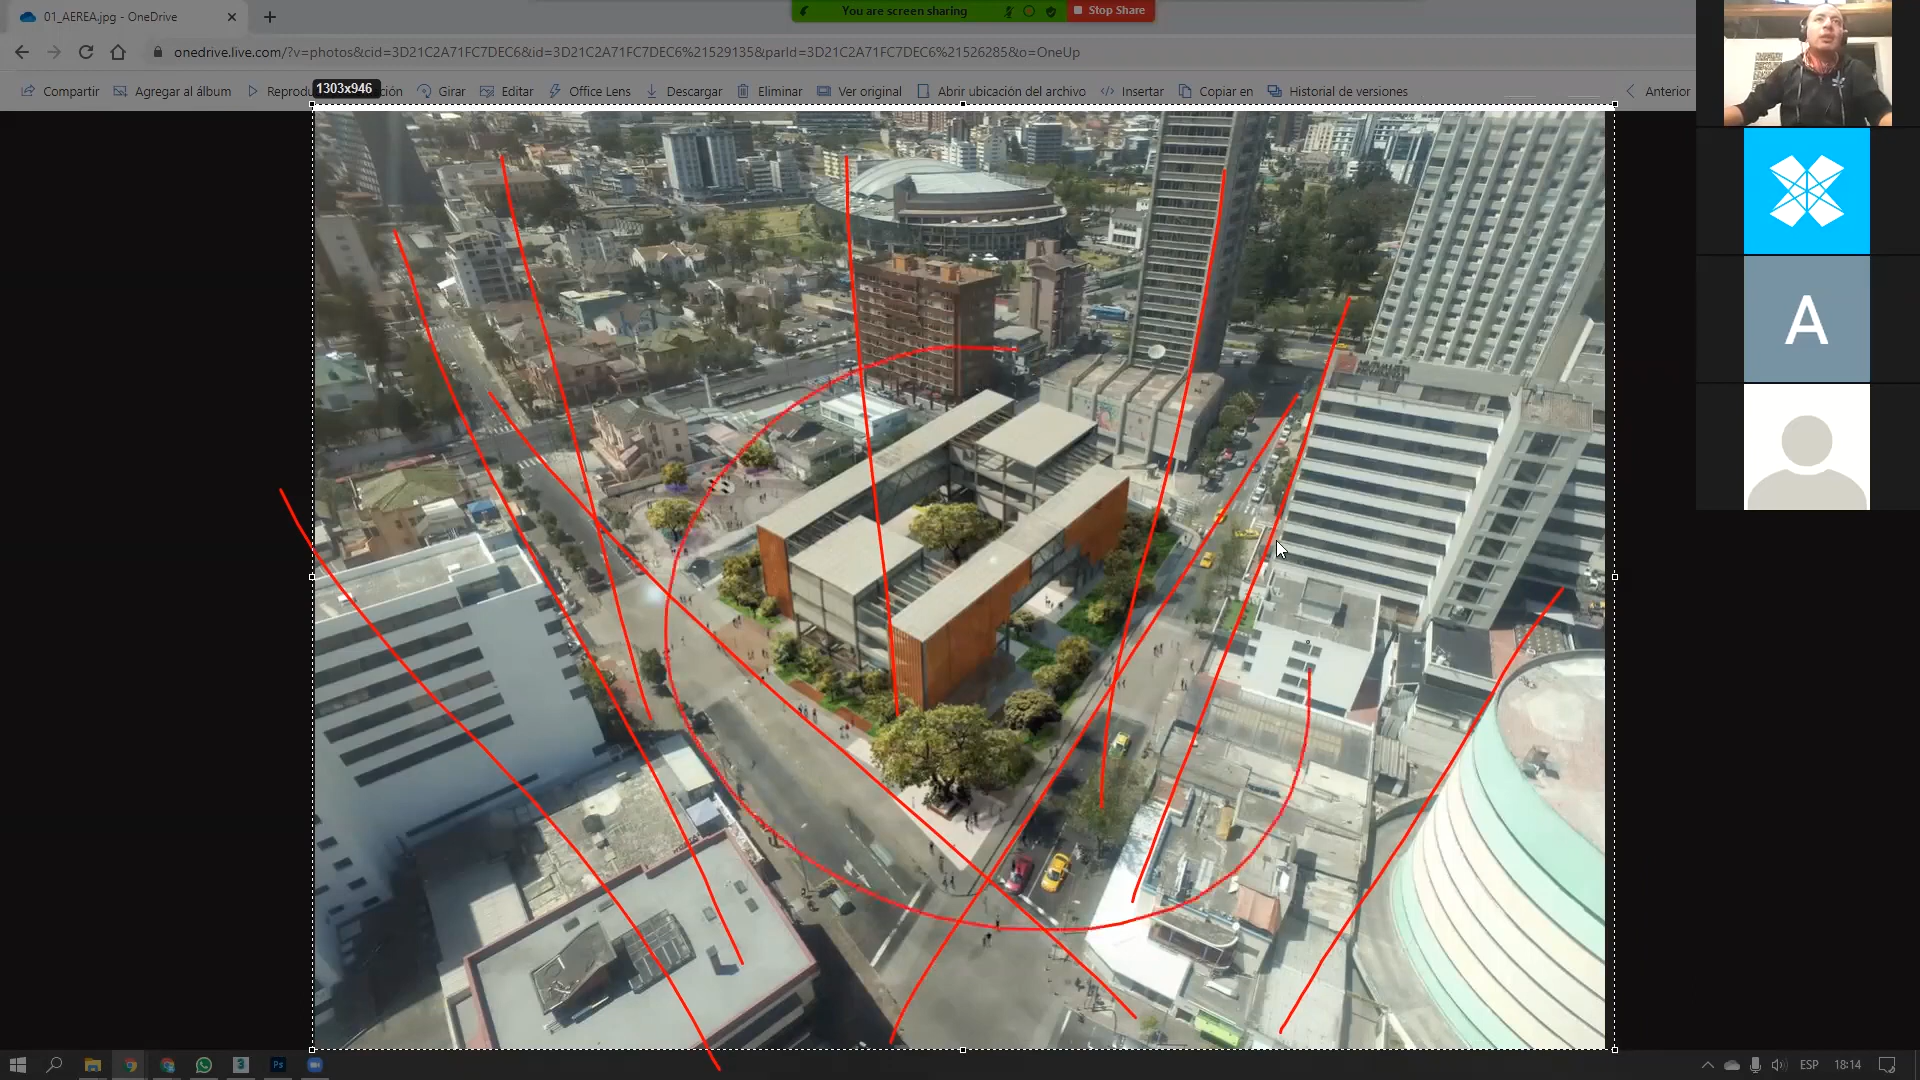 01_AEREA.jpg - OneDrive
You are screen sharing
Stop Share
onedrive.live.com/?v=photos&cid=3D21C2A71FC7DEC6&id=3D21C2A71FC7DEC6%21529135&parId=3D21C2A71FC7DEC6%21526285&o=OneUp
1303x946
Compartir
Agregar al álbum
Girar
Editar
Office Lens
Descargar
Eliminar
Ver original
Abrir ubicación del archivo
Insertar
Copiar en
Historial de versiones
Anterior
A
ESP
18:14